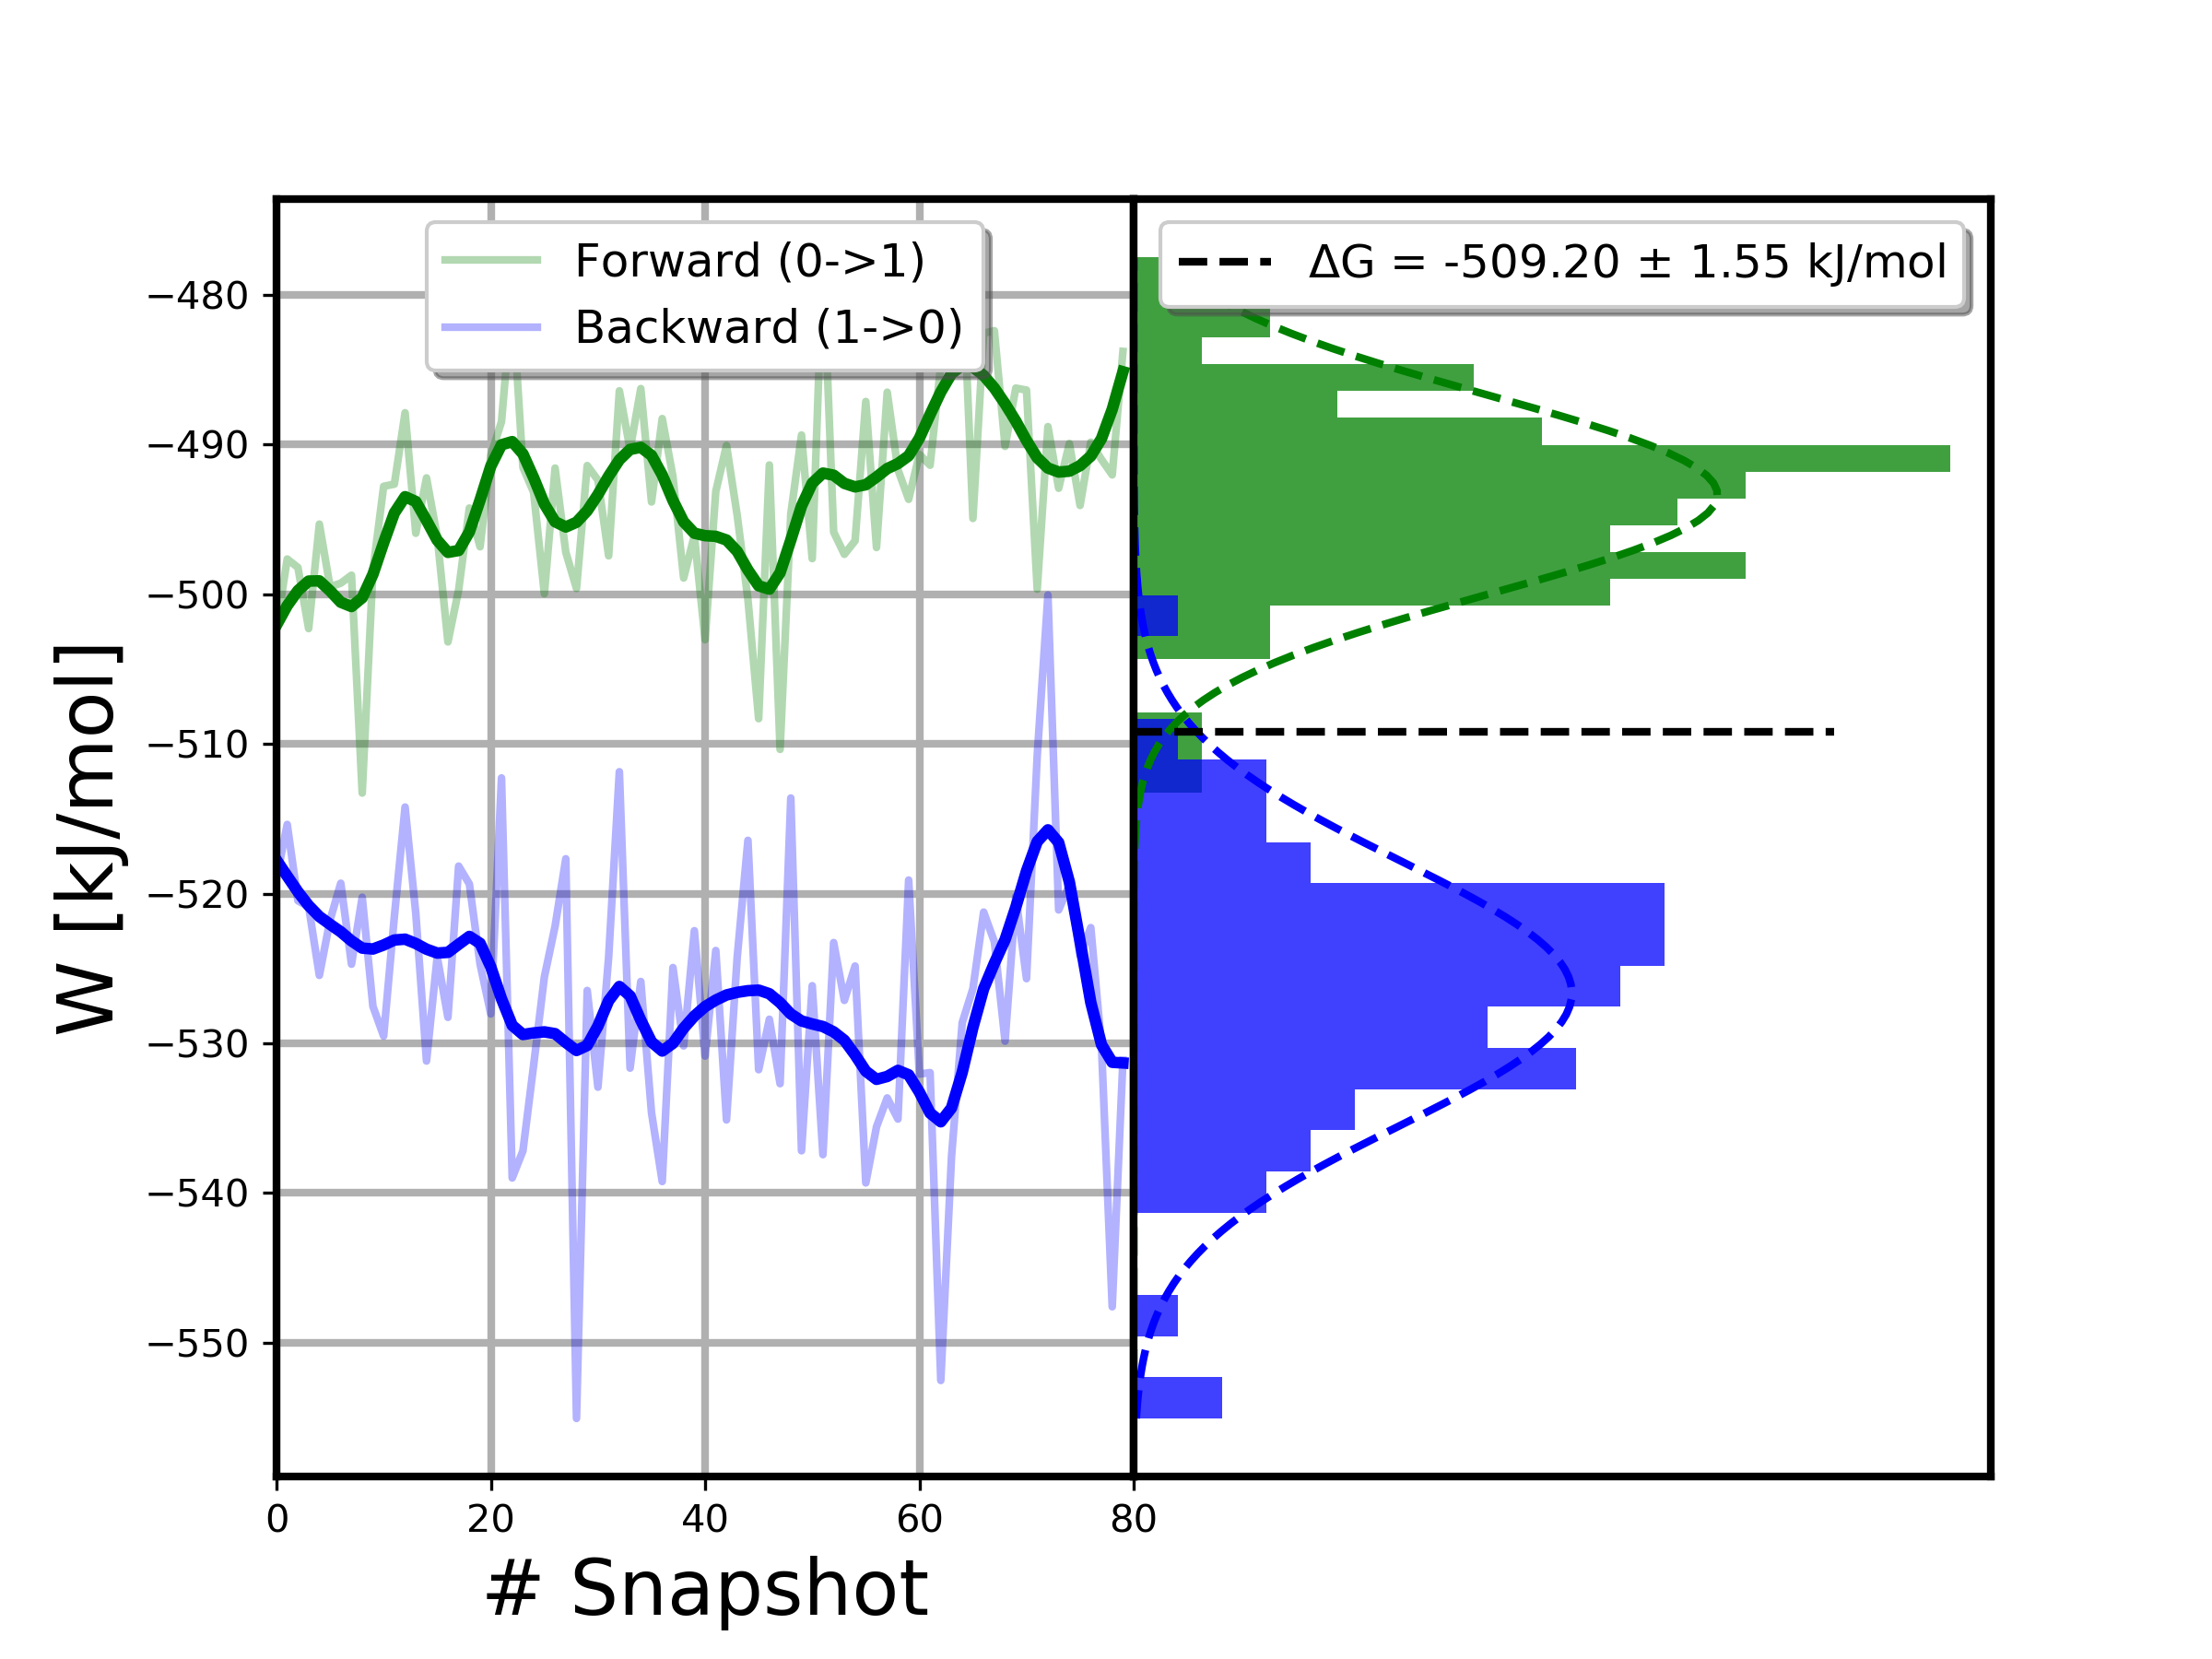 Forward (0->1)
Backward (1->0)
ΔG = -509.20 ± 1.55 kJ/mol
W [kJ/mol]
−480
−490
−500
−510
−520
−530
−540
−550
0 20 40 60 80
# Snapshot